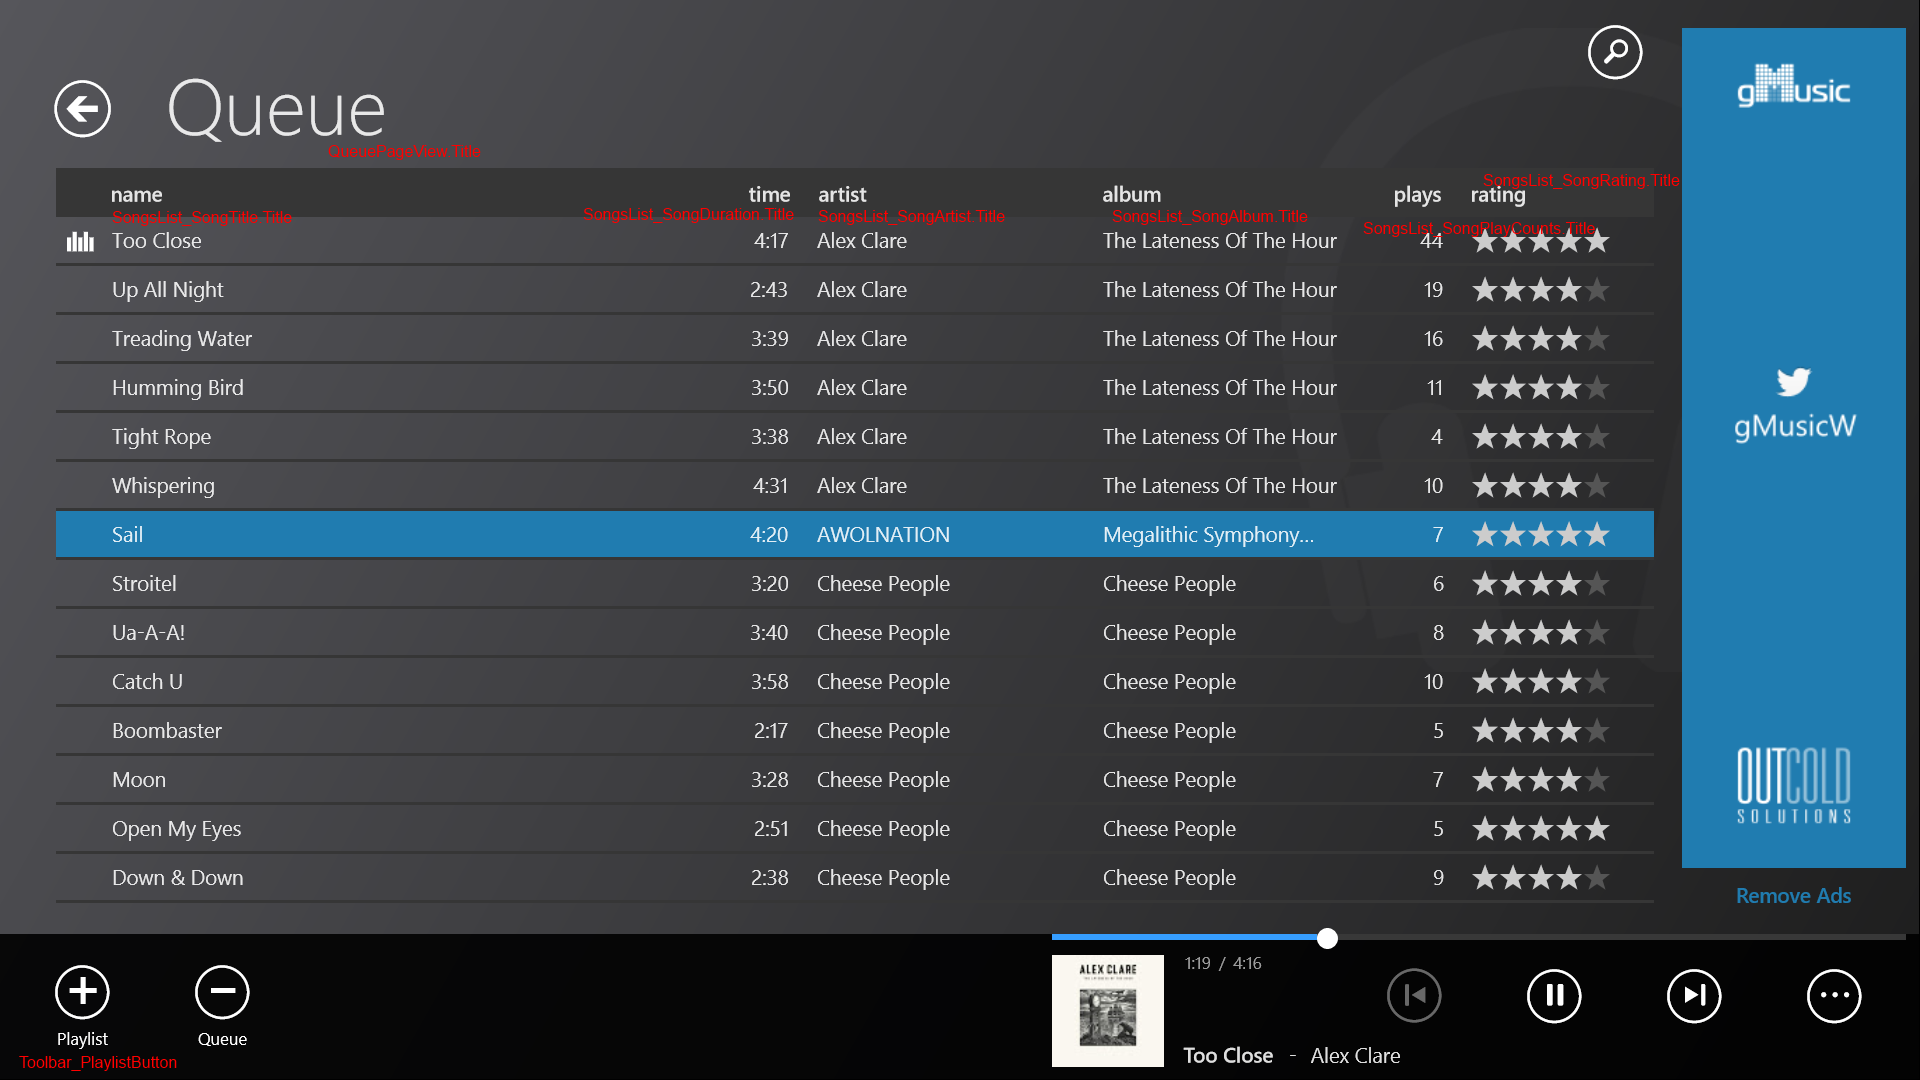 gMusic
Queue
QueuePageView.Title
name time artist album plays rating
SongsList_SongRating.Title
SongsList_SongTitle.Title SongsList_SongDuration.Title SongsList_SongArtist.Title SongsList_SongAlbum.Title
SongsList_SongPlayCounts.Title
Too Close 4:17 Alex Clare The Lateness Of The Hour 44
Up All Night 2:43 Alex Clare The Lateness Of The Hour 19
Treading Water 3:39 Alex Clare The Lateness Of The Hour 16
Humming Bird 3:50 Alex Clare The Lateness Of The Hour 11
Tight Rope 3:38 Alex Clare The Lateness Of The Hour 4
Whispering 4:31 Alex Clare The Lateness Of The Hour 10
Sail 4:20 AWOLNATION Megalithic Symphony... 7
Stroitel 3:20 Cheese People Cheese People 6
Ua-A-A! 3:40 Cheese People Cheese People 8
Catch U 3:58 Cheese People Cheese People 10
Boombaster 2:17 Cheese People Cheese People 5
Moon 3:28 Cheese People Cheese People 7
Open My Eyes 2:51 Cheese People Cheese People 5
Down & Down 2:38 Cheese People Cheese People 9
gMusicW
OUTCOLD
SOLUTIONS
Remove Ads
Playlist
Queue
Toolbar_PlaylistButton
ALEX CLARE
1:19 / 4:16
Too Close - Alex Clare